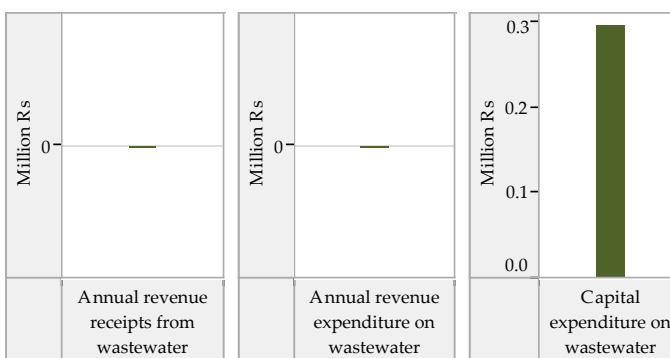 Million Rs
0
Annual revenue
receipts from
wastewater
Million Rs
0
Annual revenue
expenditure on
wastewater
Million Rs
0.3
0.2
0.1
0.0
Capital
expenditure on
wastewater